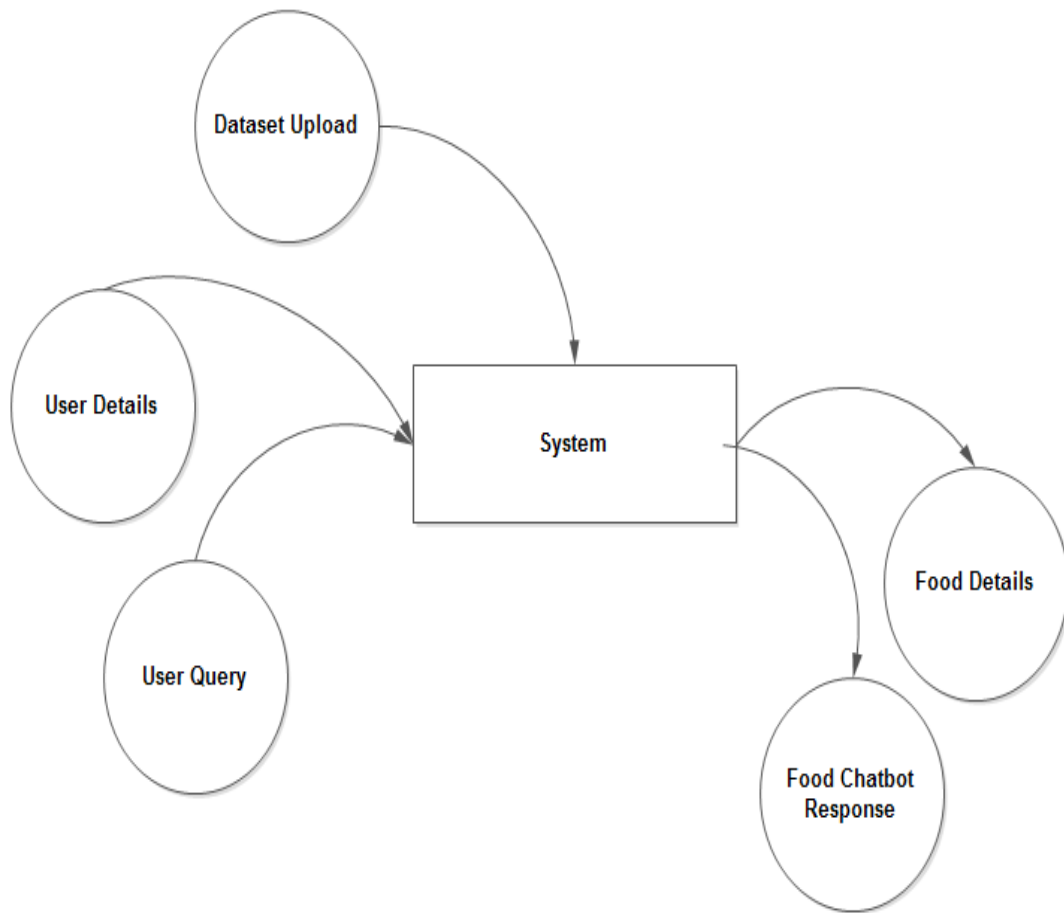 Dataset Upload
User Details
System
Food Details
User Query
Food Chatbot
Response